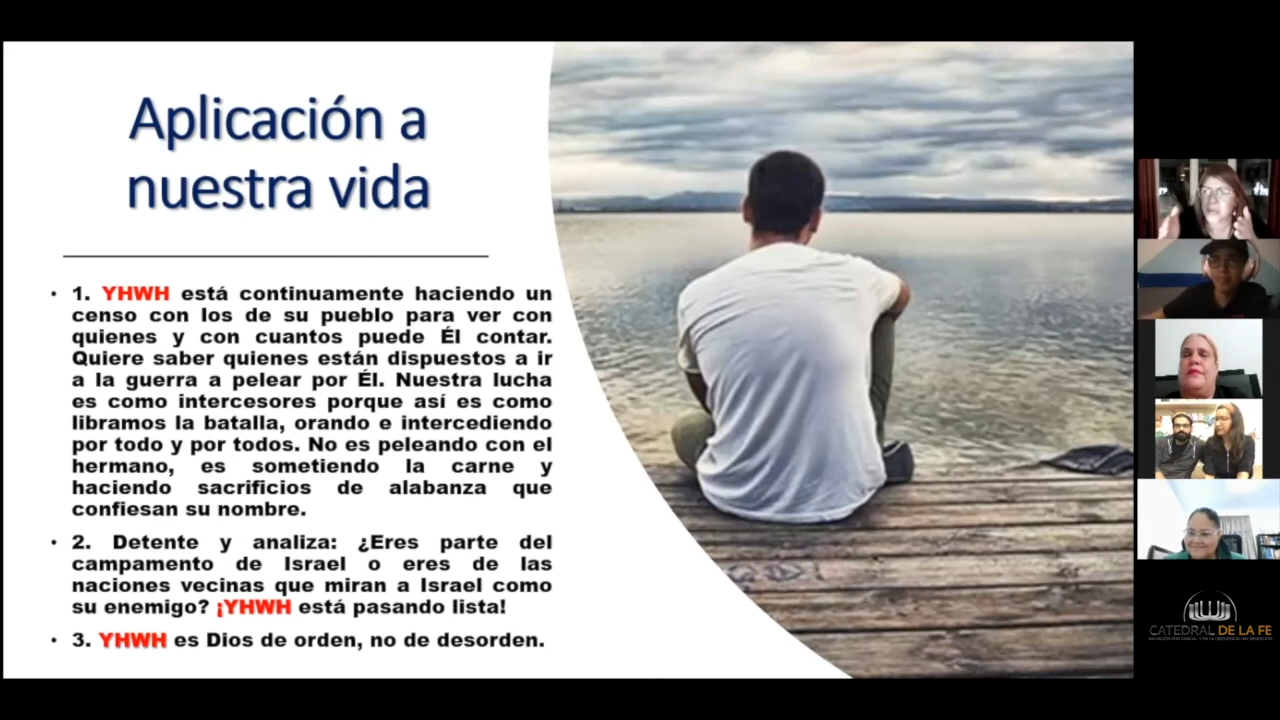 Aplicación a
nuestra vida
• 1. YHWH está continuamente haciendo un
censo con los de su pueblo para ver con
quienes y con cuantos puede Él contar.
Quiere saber quienes están dispuestos a ir
a la guerra a pelear por Él. Nuestra lucha
es como intercesores porque así es como
libramos la batalla, orando e intercediendo
por todo y por todos. No es peleando con el
hermano, es sometiendo la carne y
haciendo sacrificios de alabanza que
confiesan su nombre.
• 2. Detente y analiza: ¿Eres parte del
campamento de Israel o eres de las
naciones vecinas que miran a Israel como
su enemigo? ¡YHWH está pasando lista!
• 3. YHWH es Dios de orden, no de desorden.
CATEDRAL DE LA FE